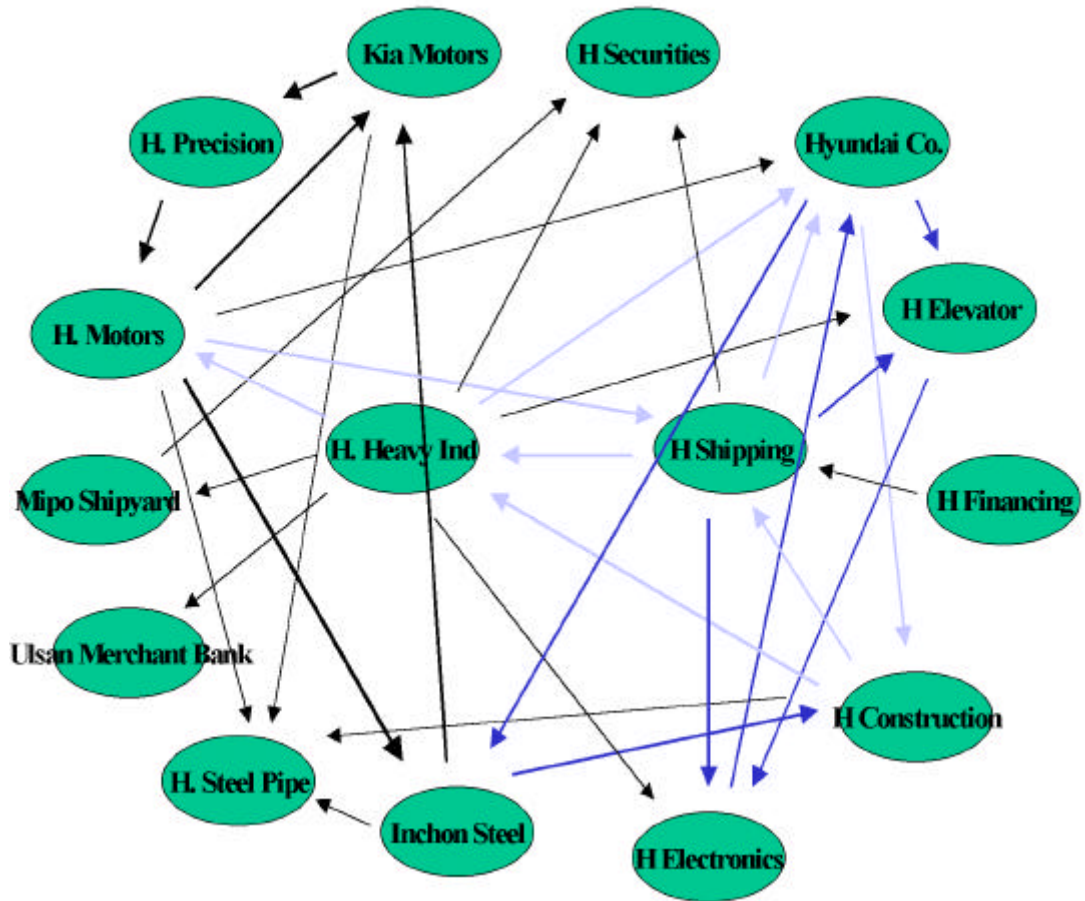 Kia Motors
H Securities
H. Precision
Hyundai Co.
H. Motors
H Elevator
H. Heavy Ind
H Shipping
Mipo Shipyard
H Financing
Ulsan Merchant Bank
H Construction
H. Steel Pipe
Inchon Steel
H Electronics